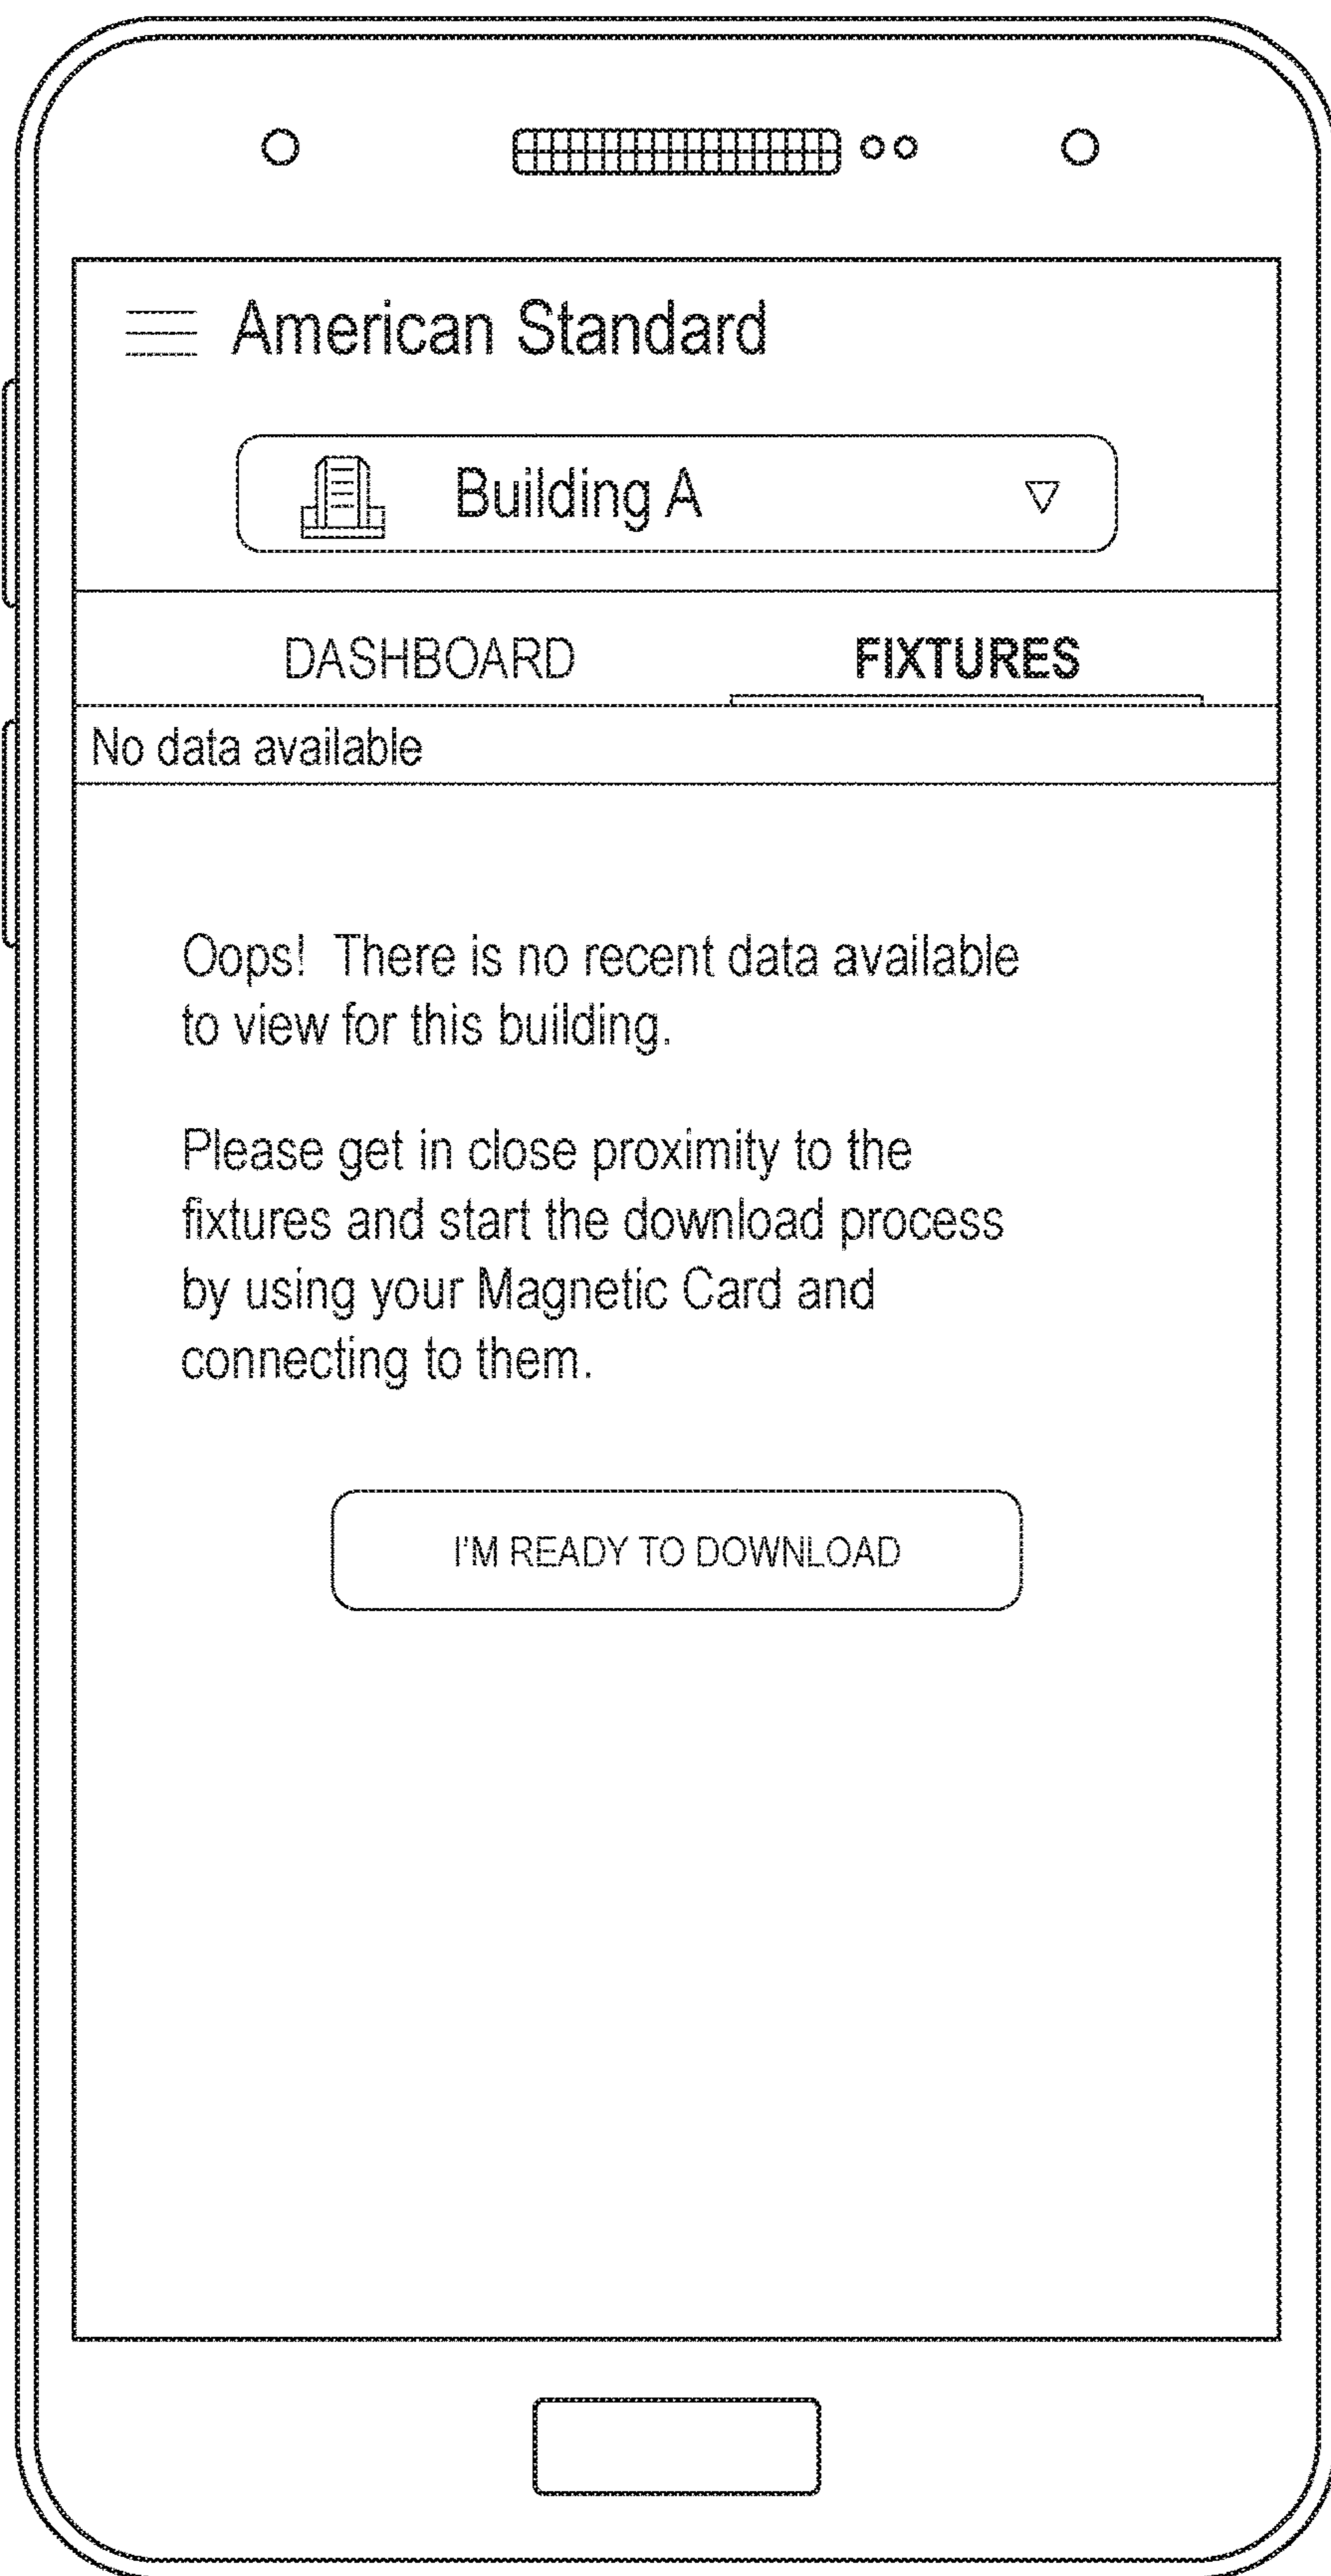 American Standard
Building A
DASHBOARD FIXTURES
No data available
Oops! There is no recent data available
to view for this building.
Please get in close proximity to the
fixtures and start the download process
by using your Magnetic Card and
connecting to them.
I'M READY TO DOWNLOAD